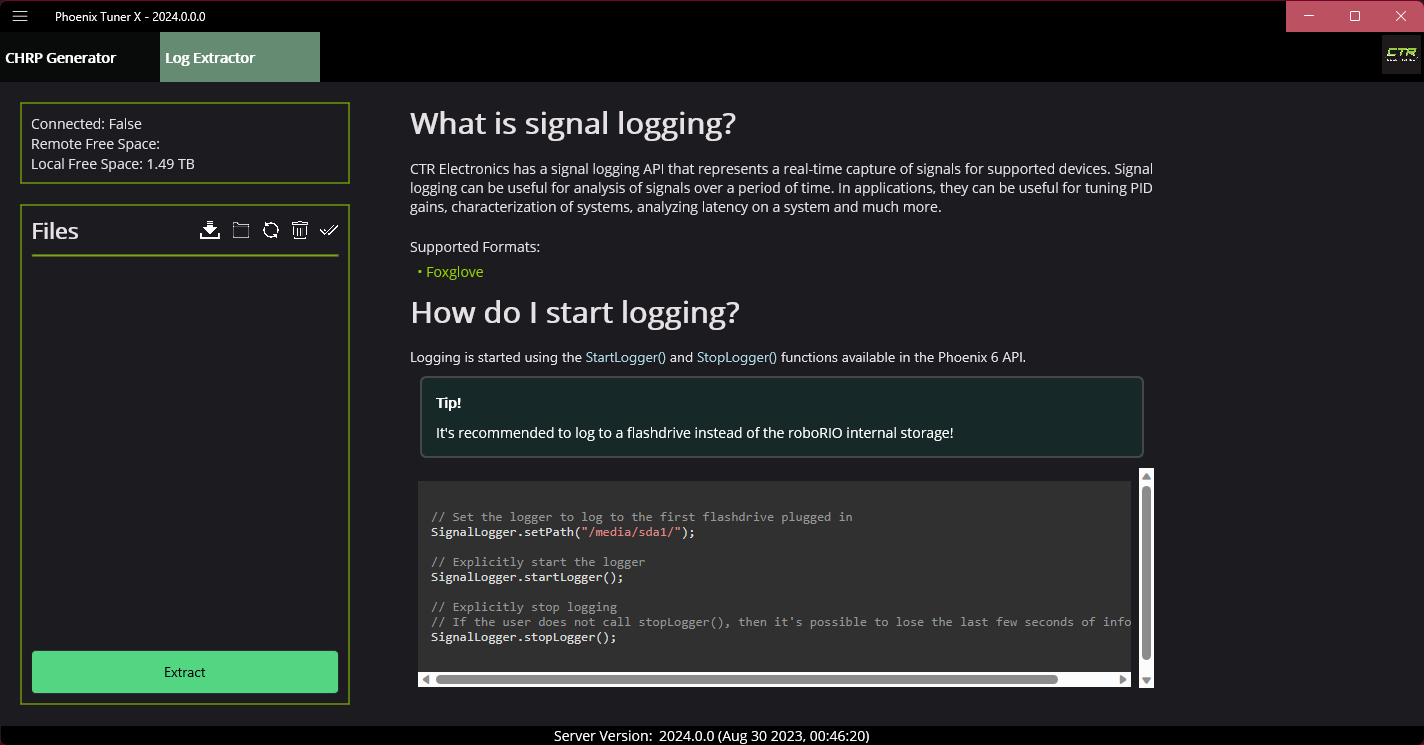 Phoenix Tuner X - 2024.0.0.0
CHRP Generator
Log Extractor
CTR
Connected: False
Remote Free Space:
Local Free Space: 1.49 TB
Files
Extract
What is signal logging?
CTR Electronics has a signal logging API that represents a real-time capture of signals for supported devices. Signal
logging can be useful for analysis of signals over a period of time. In applications, they can be useful for tuning PID
gains, characterization of systems, analyzing latency on a system and much more.
Supported Formats:
• Foxglove
How do I start logging?
Logging is started using the StartLogger() and StopLogger() functions available in the Phoenix 6 API.
Tip!
It's recommended to log to a flashdrive instead of the roboRIO internal storage!
// Set the logger to log to the first flashdrive plugged in
SignalLogger.setPath("/media/sda1/");
// Explicitly start the logger
SignalLogger.startLogger();
// Explicitly stop logging
// If the user does not call stopLogger(), then it's possible to lose the last few seconds of info
SignalLogger.stopLogger();
Server Version: 2024.0.0 (Aug 30 2023, 00:46:20)